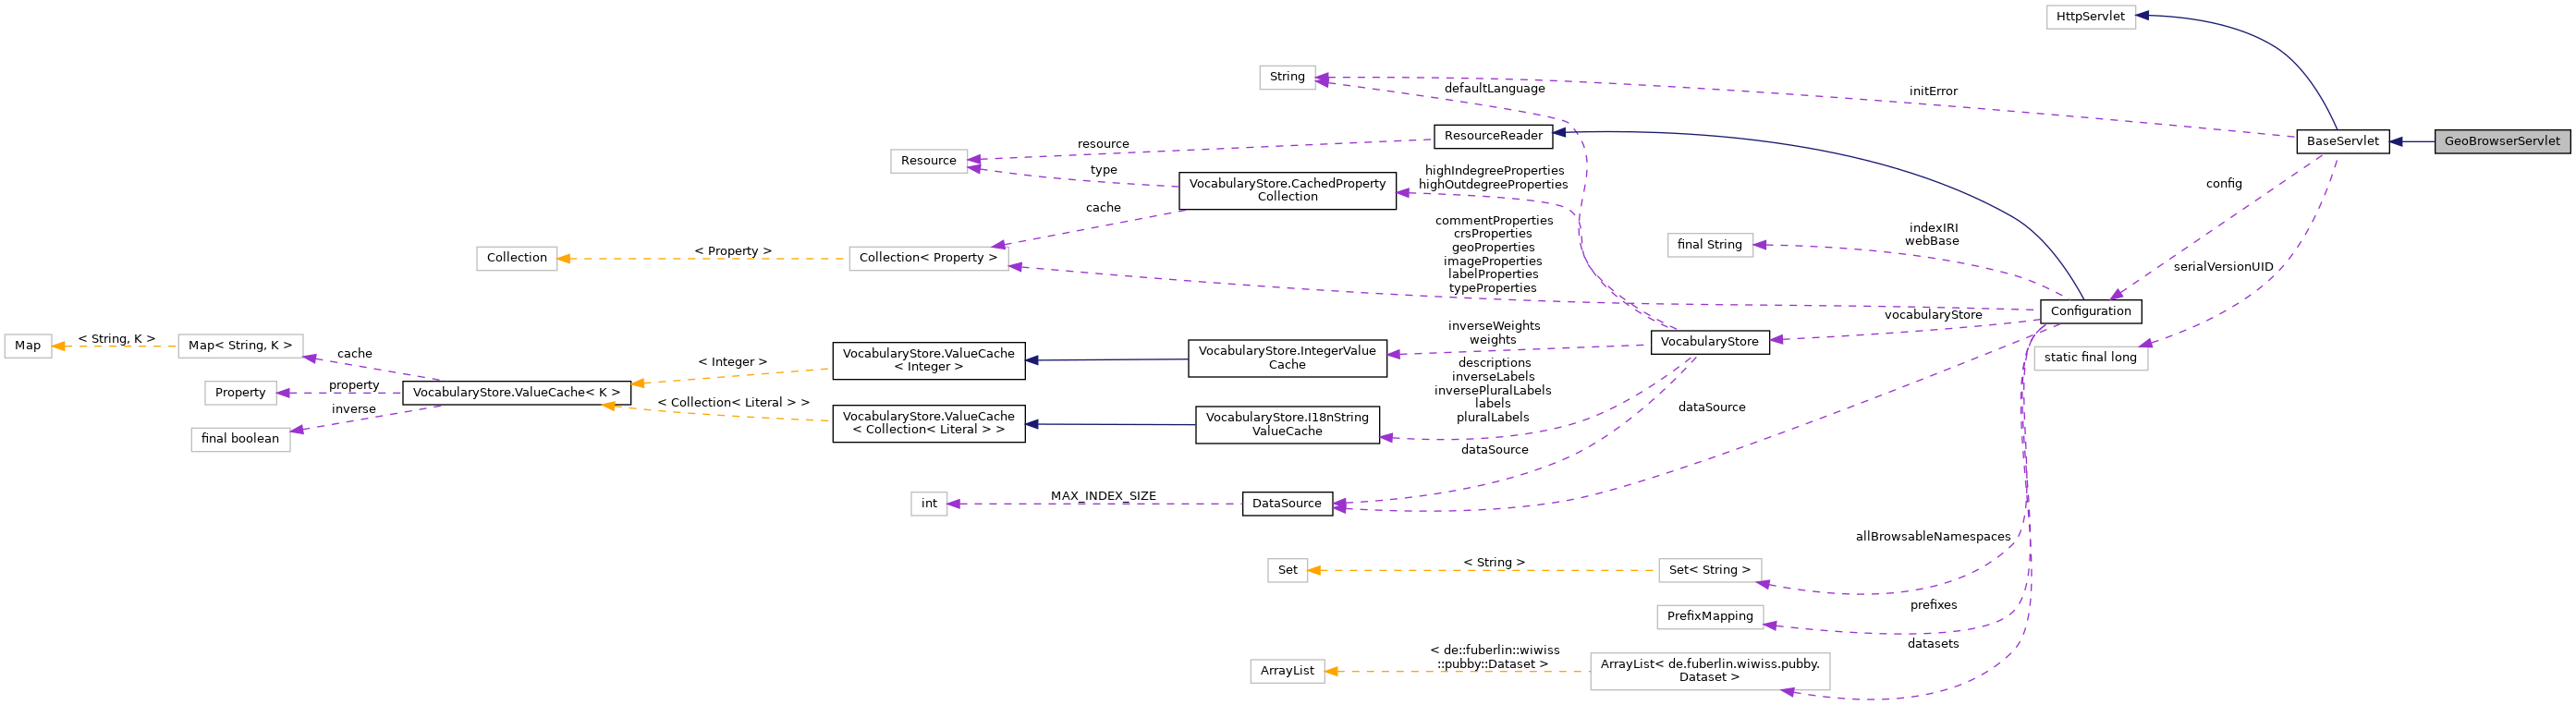 HttpServlet
String
defaultLanguage
initError
ResourceReader
BaseServlet
GeoBrowserServlet
resource
Resource
type
VocabularyStore.CachedProperty
Collection
highIndegreeProperties
highOutdegreeProperties
config
cache
commentProperties
crsProperties
geoProperties
imageProperties
labelProperties
typeProperties
indexIRI
webBase
final String
Collection
< Property >
Collection< Property >
serialVersionUID
Configuration
vocabularyStore
Map
< String, K >
Map< String, K >
cache
property
inverse
Property
final boolean
VocabularyStore.ValueCache< K >
< Integer >
< Collection< Literal > >
VocabularyStore.ValueCache
< Integer >
VocabularyStore.ValueCache
< Collection< Literal > >
VocabularyStore.IntegerValue
Cache
VocabularyStore.I18nString
ValueCache
inverseWeights
weights
descriptions
inverseLabels
inversePluralLabels
labels
pluralLabels
VocabularyStore
static final long
dataSource
dataSource
int
MAX_INDEX_SIZE
DataSource
allBrowsableNamespaces
Set
< String >
Set< String >
prefixes
PrefixMapping
datasets
ArrayList
< de::fuberlin::wiwiss
::pubby::Dataset >
ArrayList< de.fuberlin.wiwiss.pubby.
Dataset >